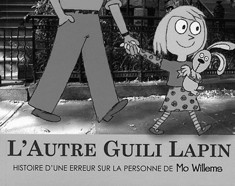 L'AUTRE GUILI LAPIN
HISTOIRE D'UNE ERREUR SUR LA PERSONNE DE Mo Willems